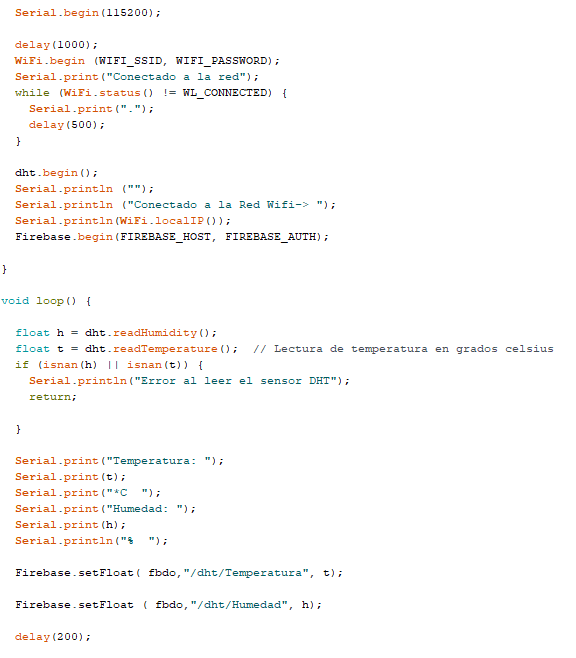 Serial.begin(115200);
delay(1000);
WiFi.begin (WIFI_SSID, WIFI_PASSWORD);
Serial.print("Conectado a la red");
while (WiFi.status() != WL_CONNECTED) {
Serial.print(".");
delay(500);
}
dht.begin();
Serial.println ("");
Serial.println ("Conectado a la Red Wifi-> ");
Serial.println(WiFi.localIP());
Firebase.begin(FIREBASE_HOST, FIREBASE_AUTH);
}
void loop() {
float h = dht.readHumidity();
float t = dht.readTemperature();  // Lectura de temperatura en grados celsius
if (isnan(h) || isnan(t)) {
Serial.println("Error al leer el sensor DHT");
return;
}
Serial.print("Temperatura: ");
Serial.print(t);
Serial.print("*C  ");
Serial.print("Humedad: ");
Serial.print(h);
Serial.println("%  ");
Firebase.setFloat( fbdo,"/dht/Temperatura", t);
Firebase.setFloat ( fbdo,"/dht/Humedad", h);
delay(200);